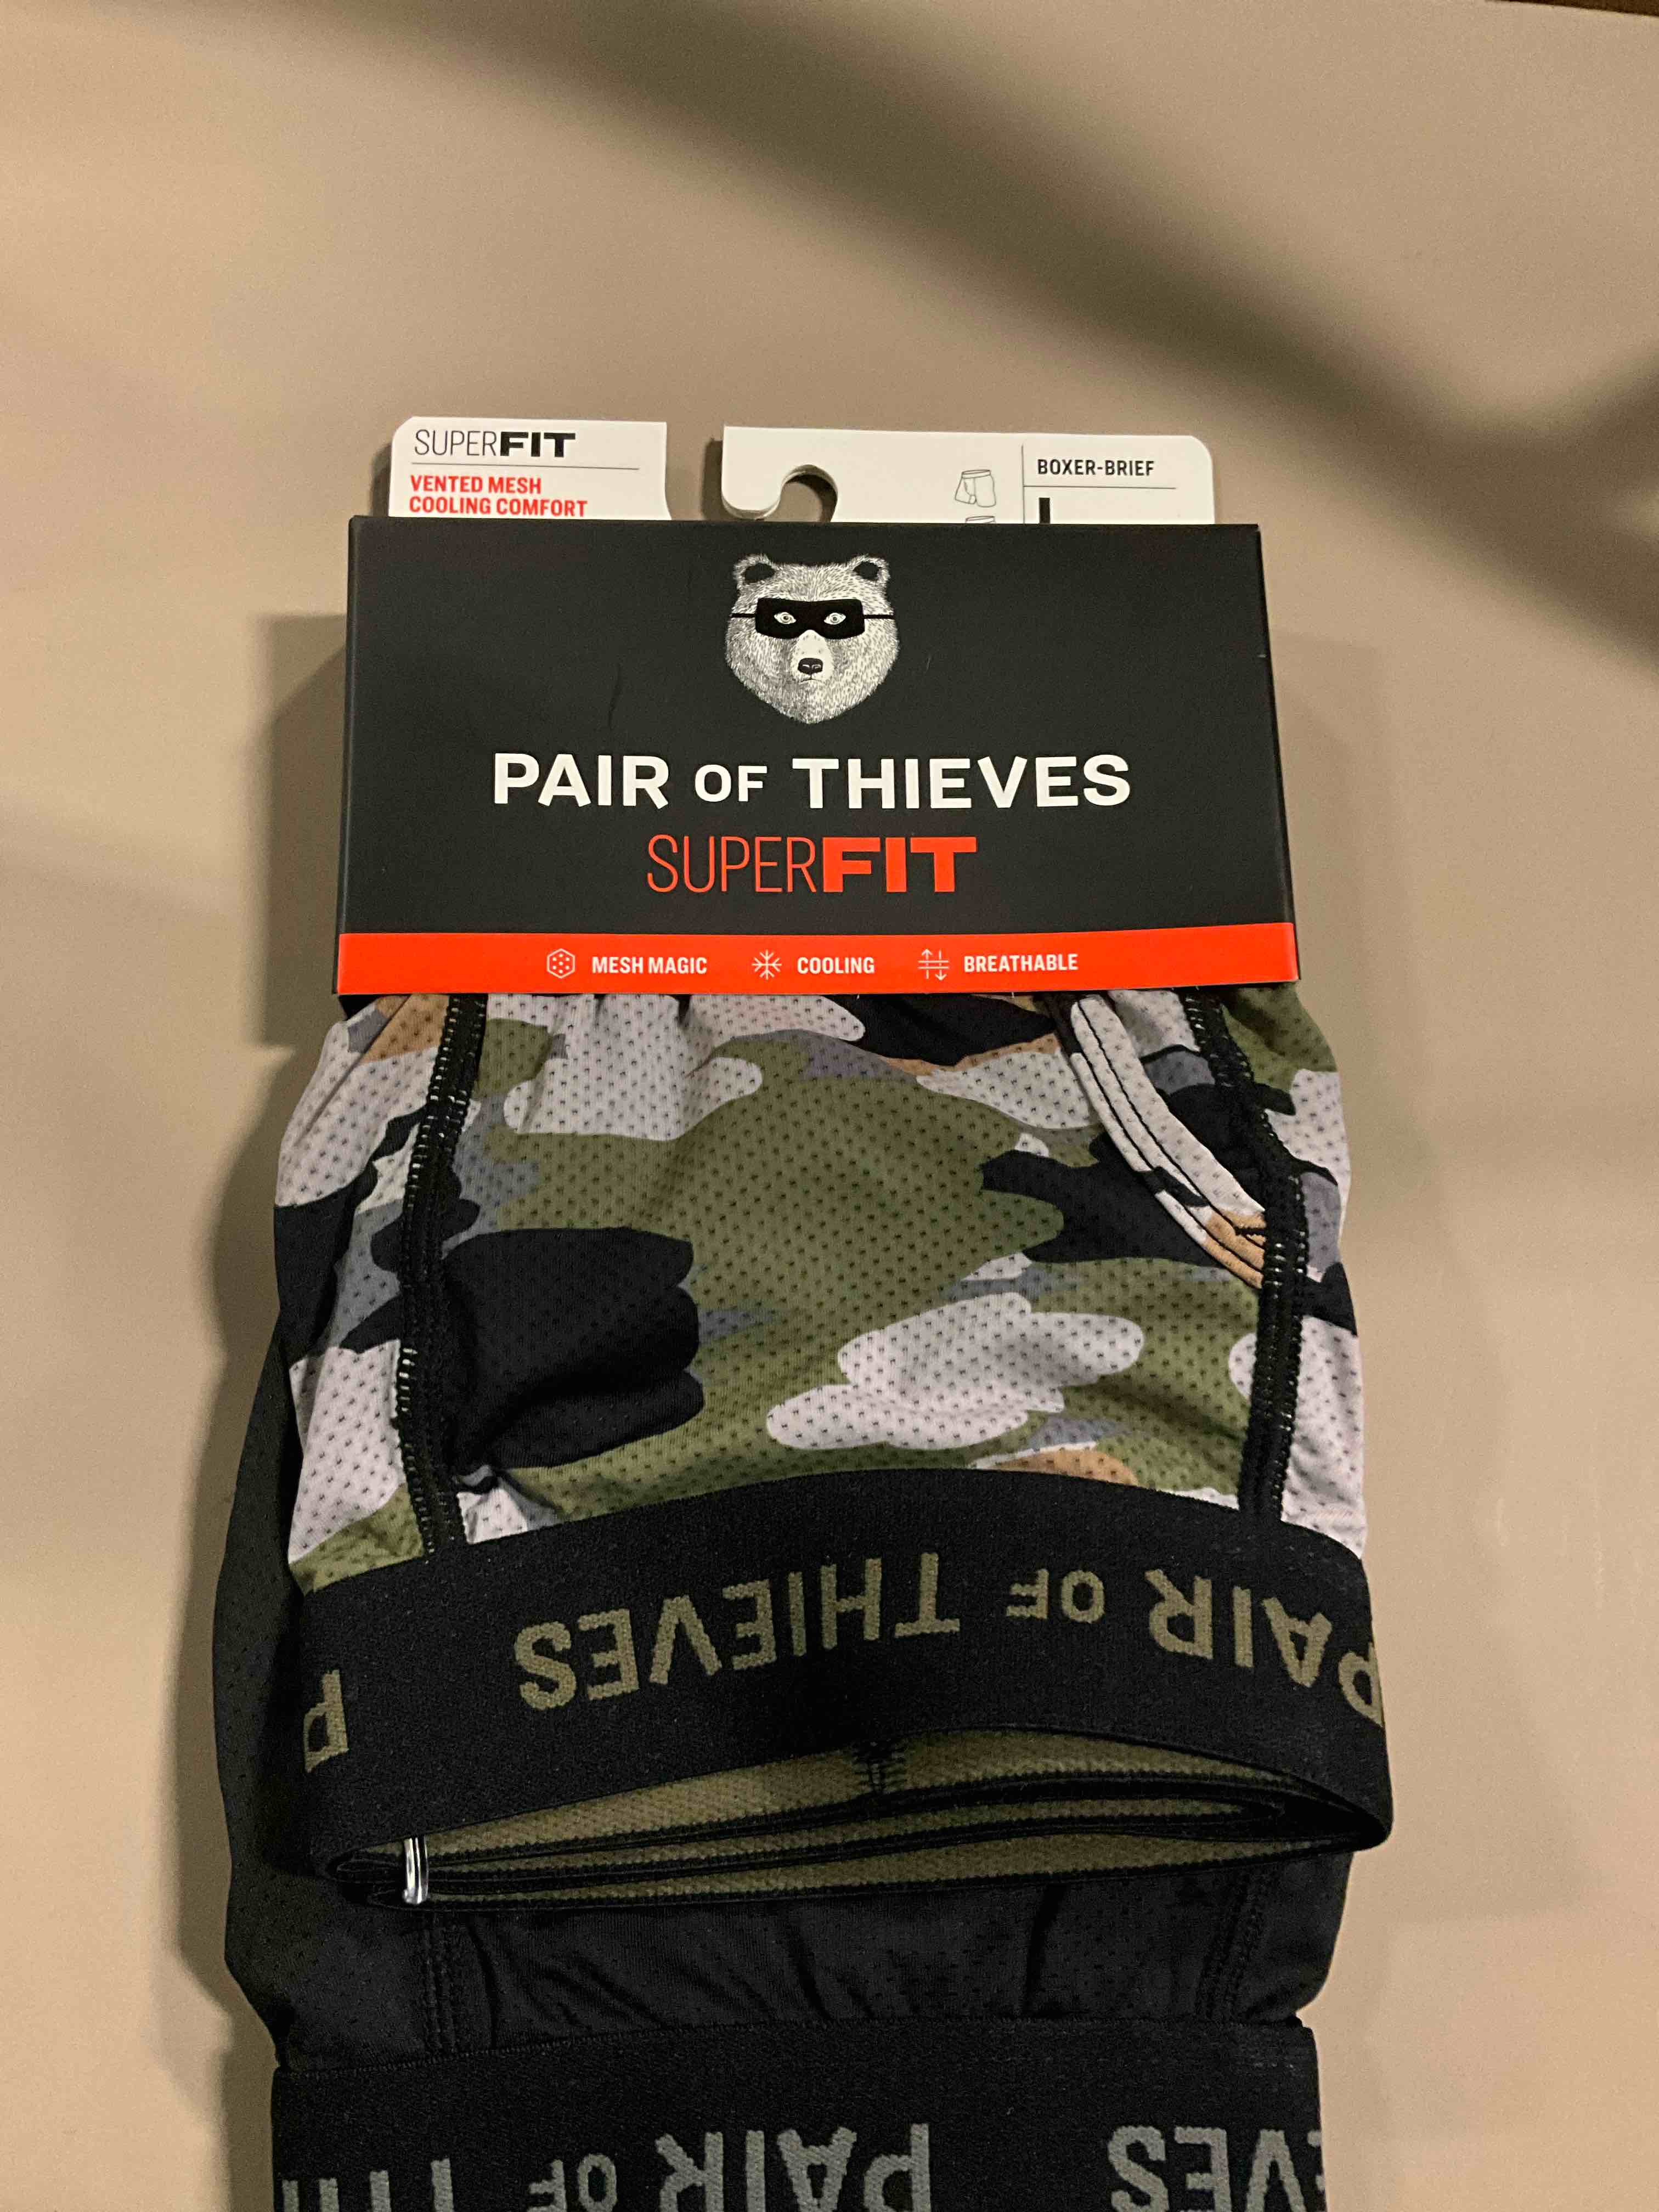 SUPERFIT
VENTED MESH
COOLING COMFORT
BOXER-BRIEF
PAIR OF THIEVES
SUPERFIT
MESH MAGIC COOLING BREATHABLE
PAIR OF THIEVES P
PAIR OF THIEVES